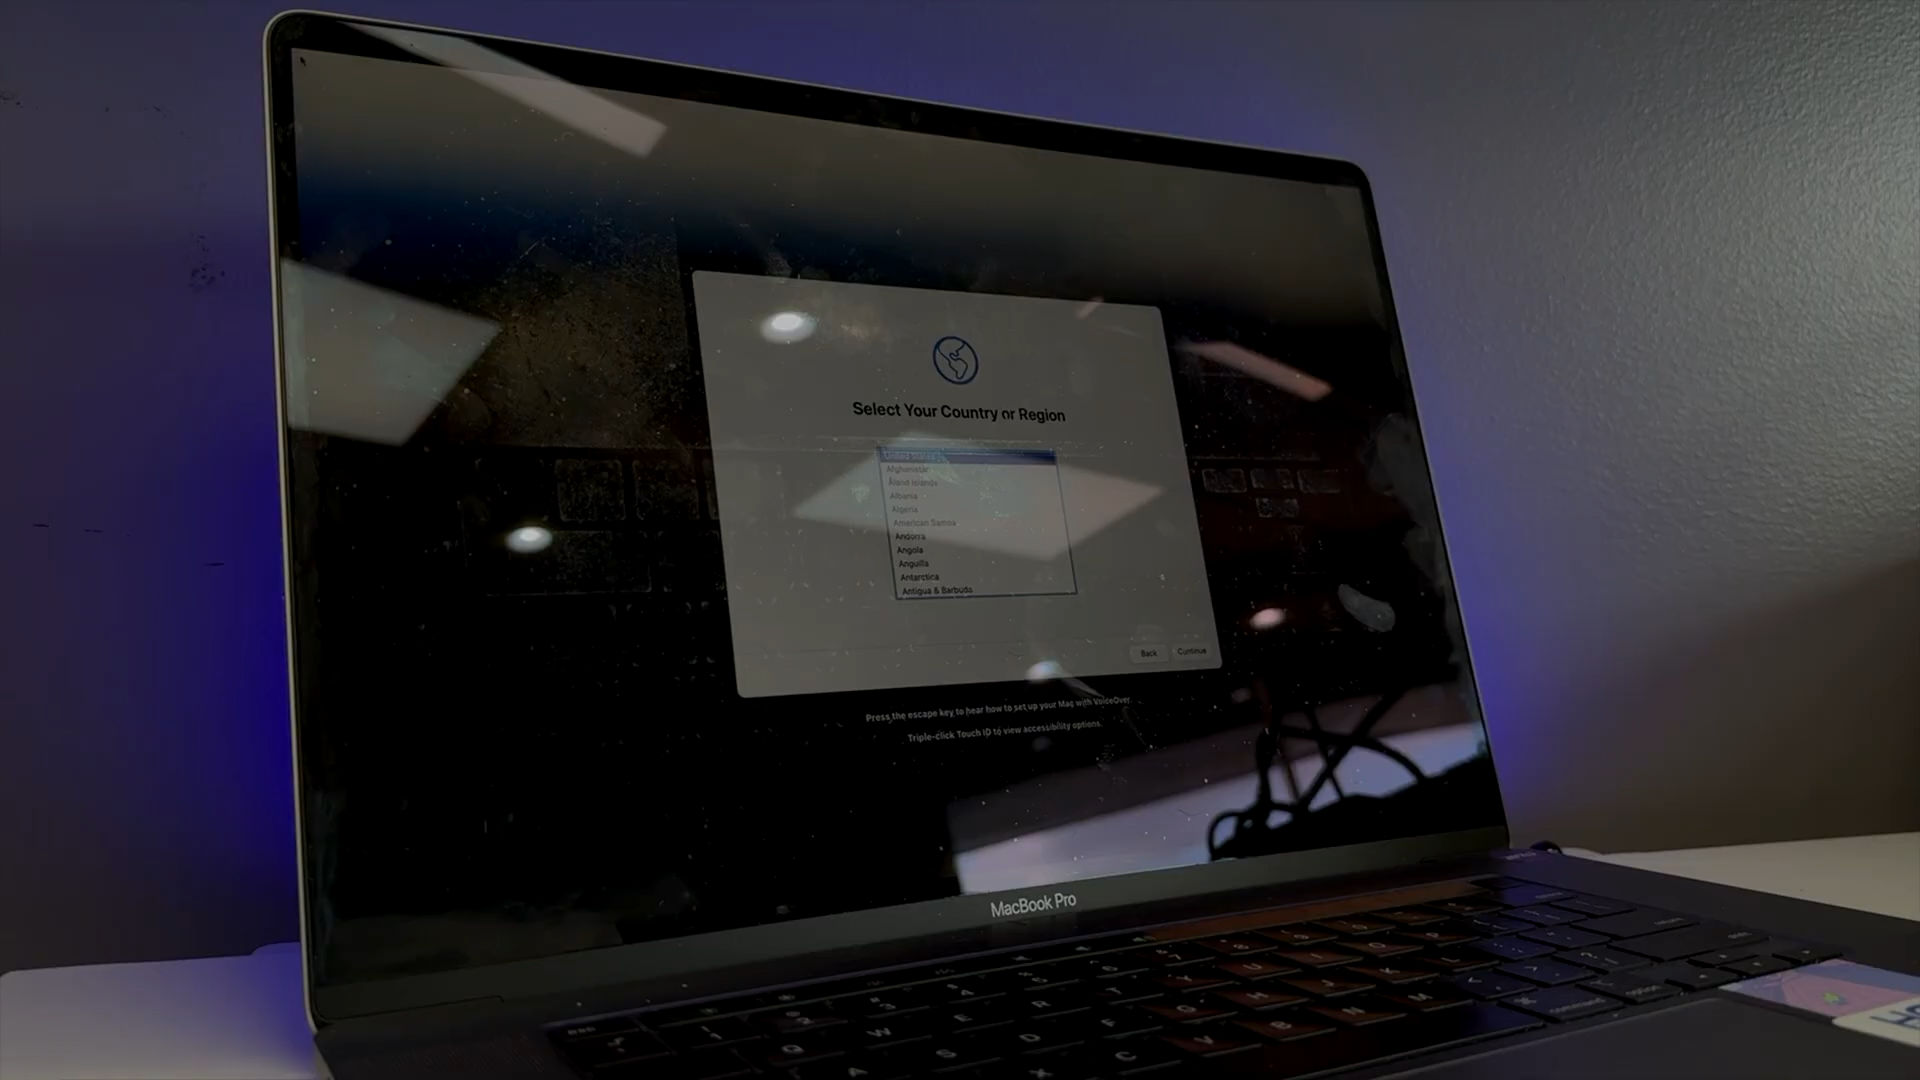 Select Your Country or Region
United States
Afghanistan
Åland Islands
Albania
Algeria
American Samoa
Andorra
Angola
Anguilla
Antarctica
Antigua & Barbuda
Back Continue
Press the escape key to hear how to set up your Mac with VoiceOver.
Triple-click Touch ID to view accessibility options.
MacBook Pro